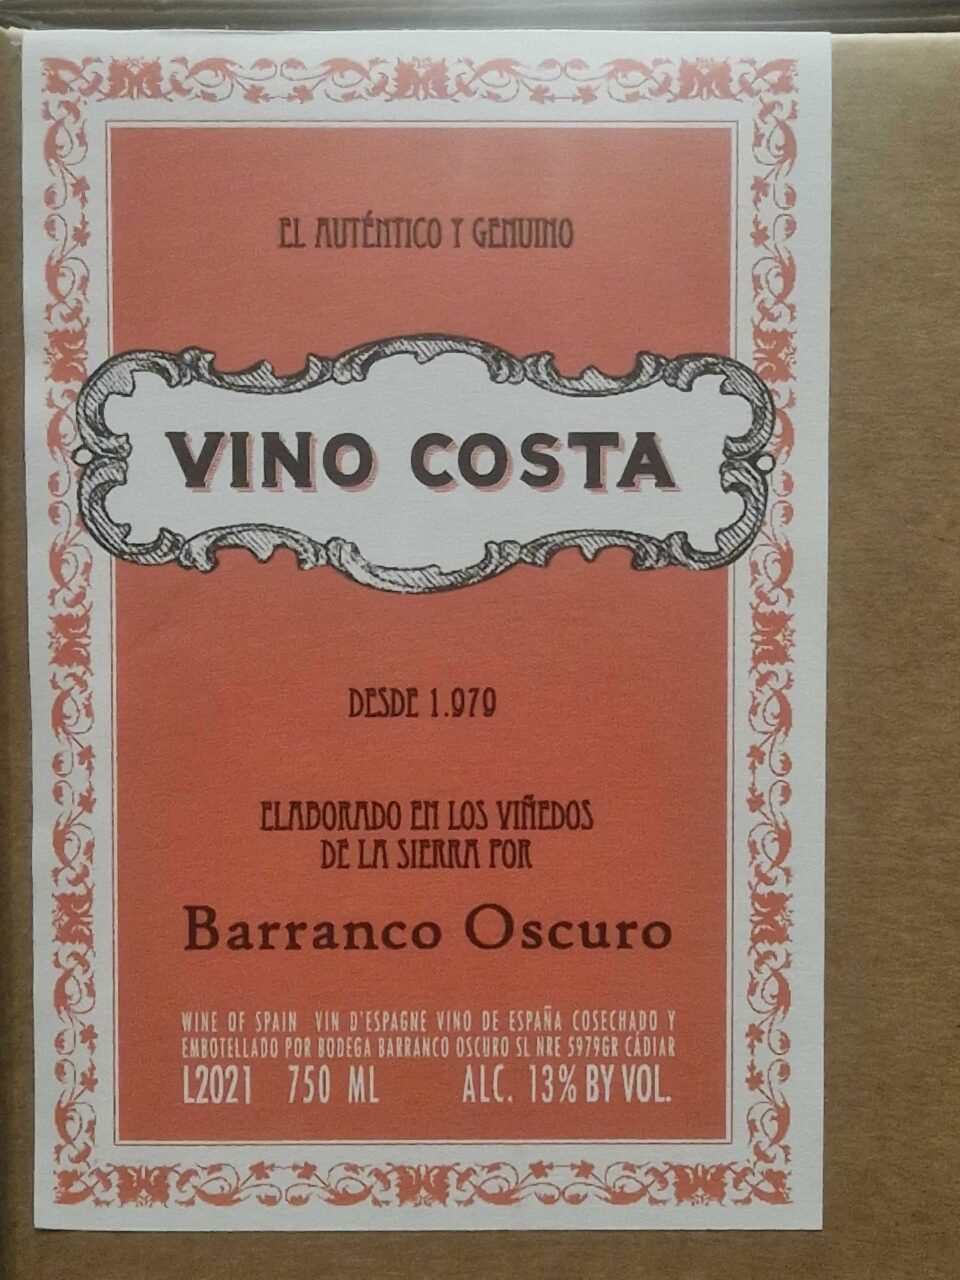 EL AUTÉNTICO Y GENUINO
VINO COSTA
DESDE 1.979
ELABORADO EN LOS VIÑEDOS
DE LA SIERRA POR
Barranco Oscuro
WINE OF SPAIN VIN D'ESPAGNE VINO DE ESPAÑA COSECHADO Y
EMBOTELLADO POR BODEGA BARRANCO OSCURO SL NRE 5979GR CÁDIAR
L2021 750 ML ALC. 13% BY VOL.